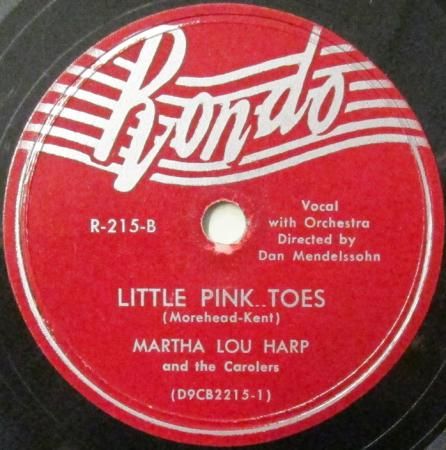 Rondo
R-215-B
Vocal
with Orchestra
Directed by
Dan Mendelssohn
LITTLE PINK TOES
(Morehead-Kent)
MARTHA LOU HARP
and the Carolers
(D9CB2215-1)